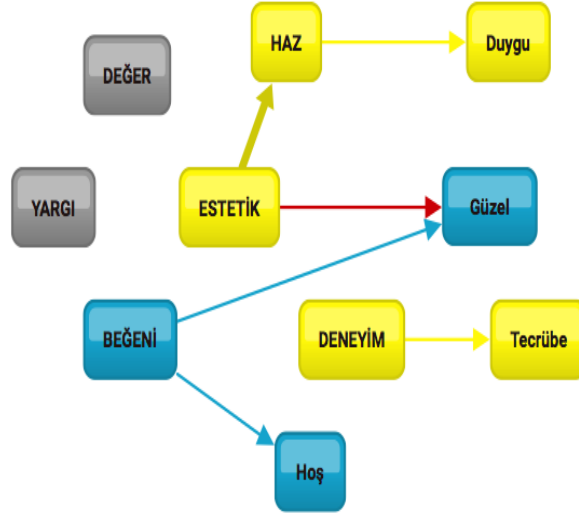 HAZ
Duygu
DEĞER
YARGI
ESTETİK
Güzel
BEĞENİ
DENEYİM
Tecrübe
Hoş